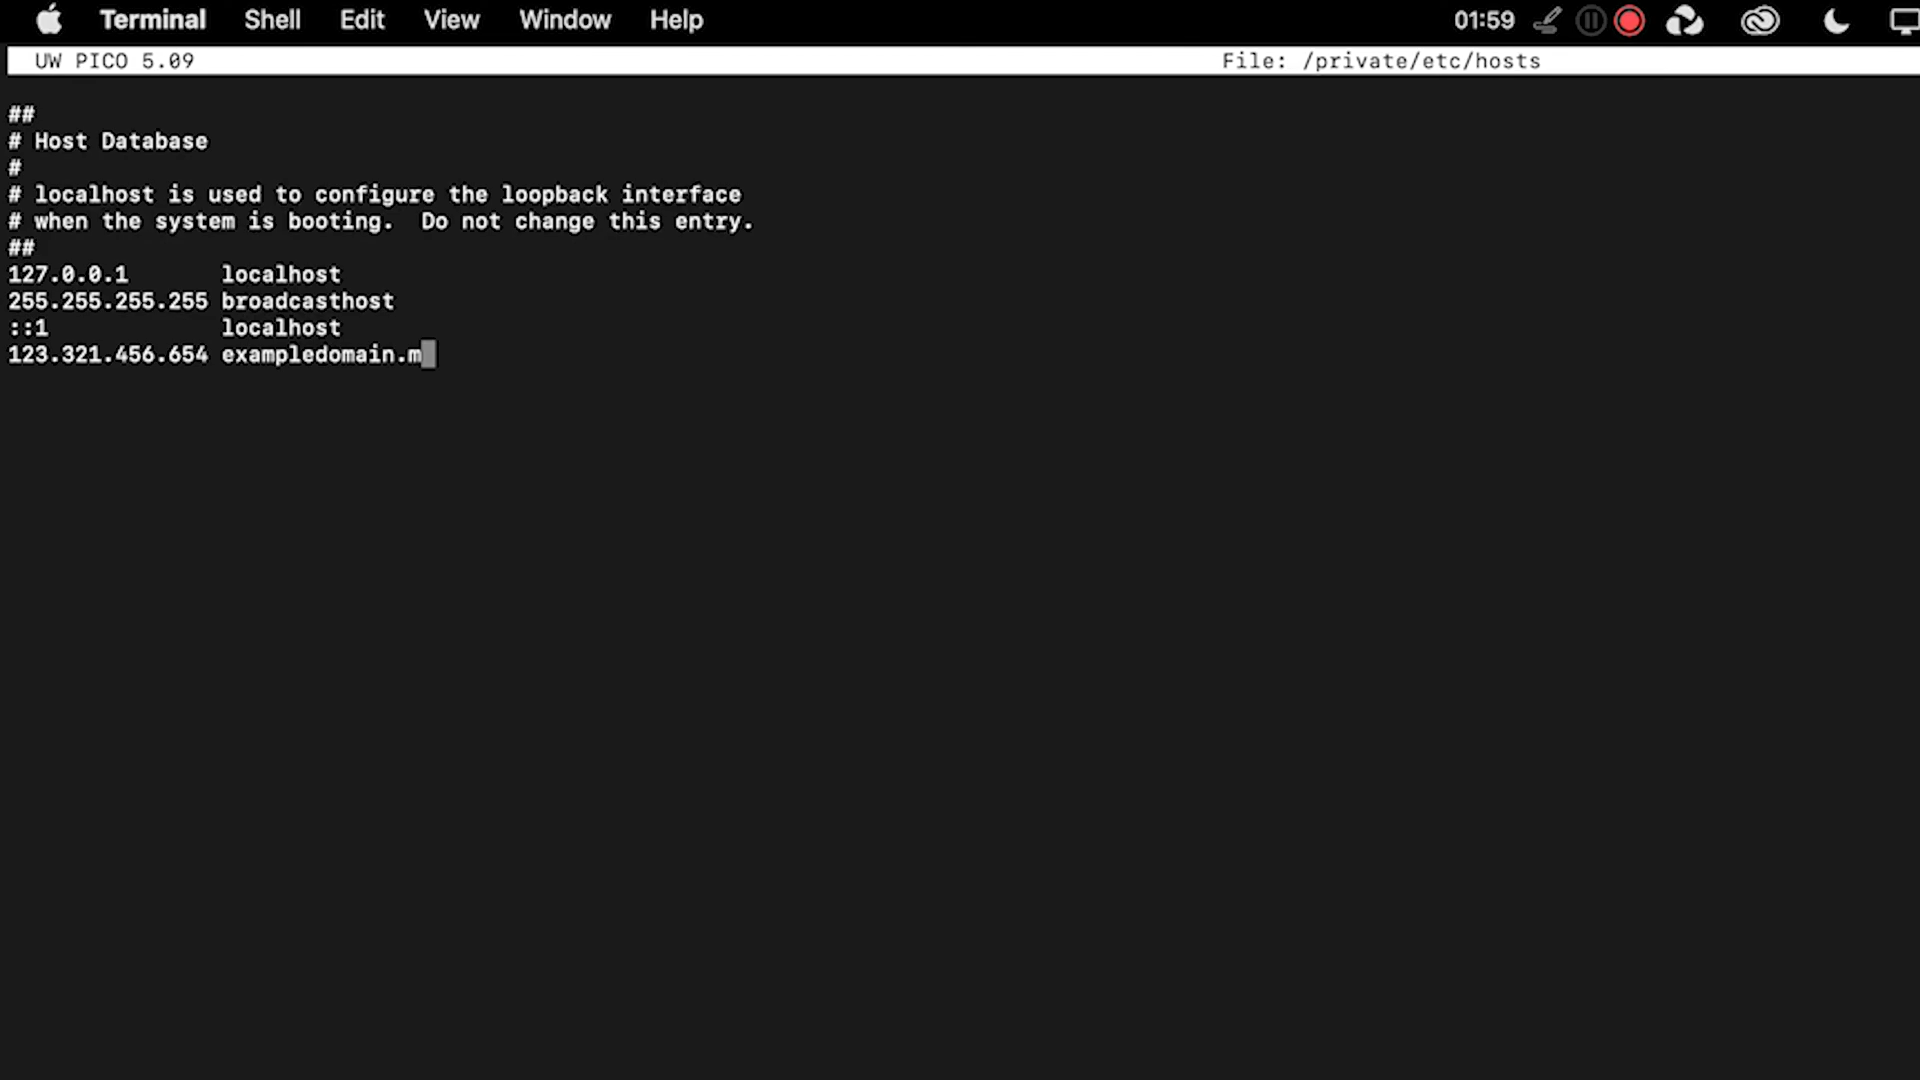 Terminal Shell Edit View Window Help 01:59
UW PICO 5.09 File: /private/etc/hosts
##
# Host Database
#
# localhost is used to configure the loopback interface
# when the system is booting.  Do not change this entry.
##
127.0.0.1       localhost
255.255.255.255 broadcasthost
::1             localhost
123.321.456.654 exampledomain.m